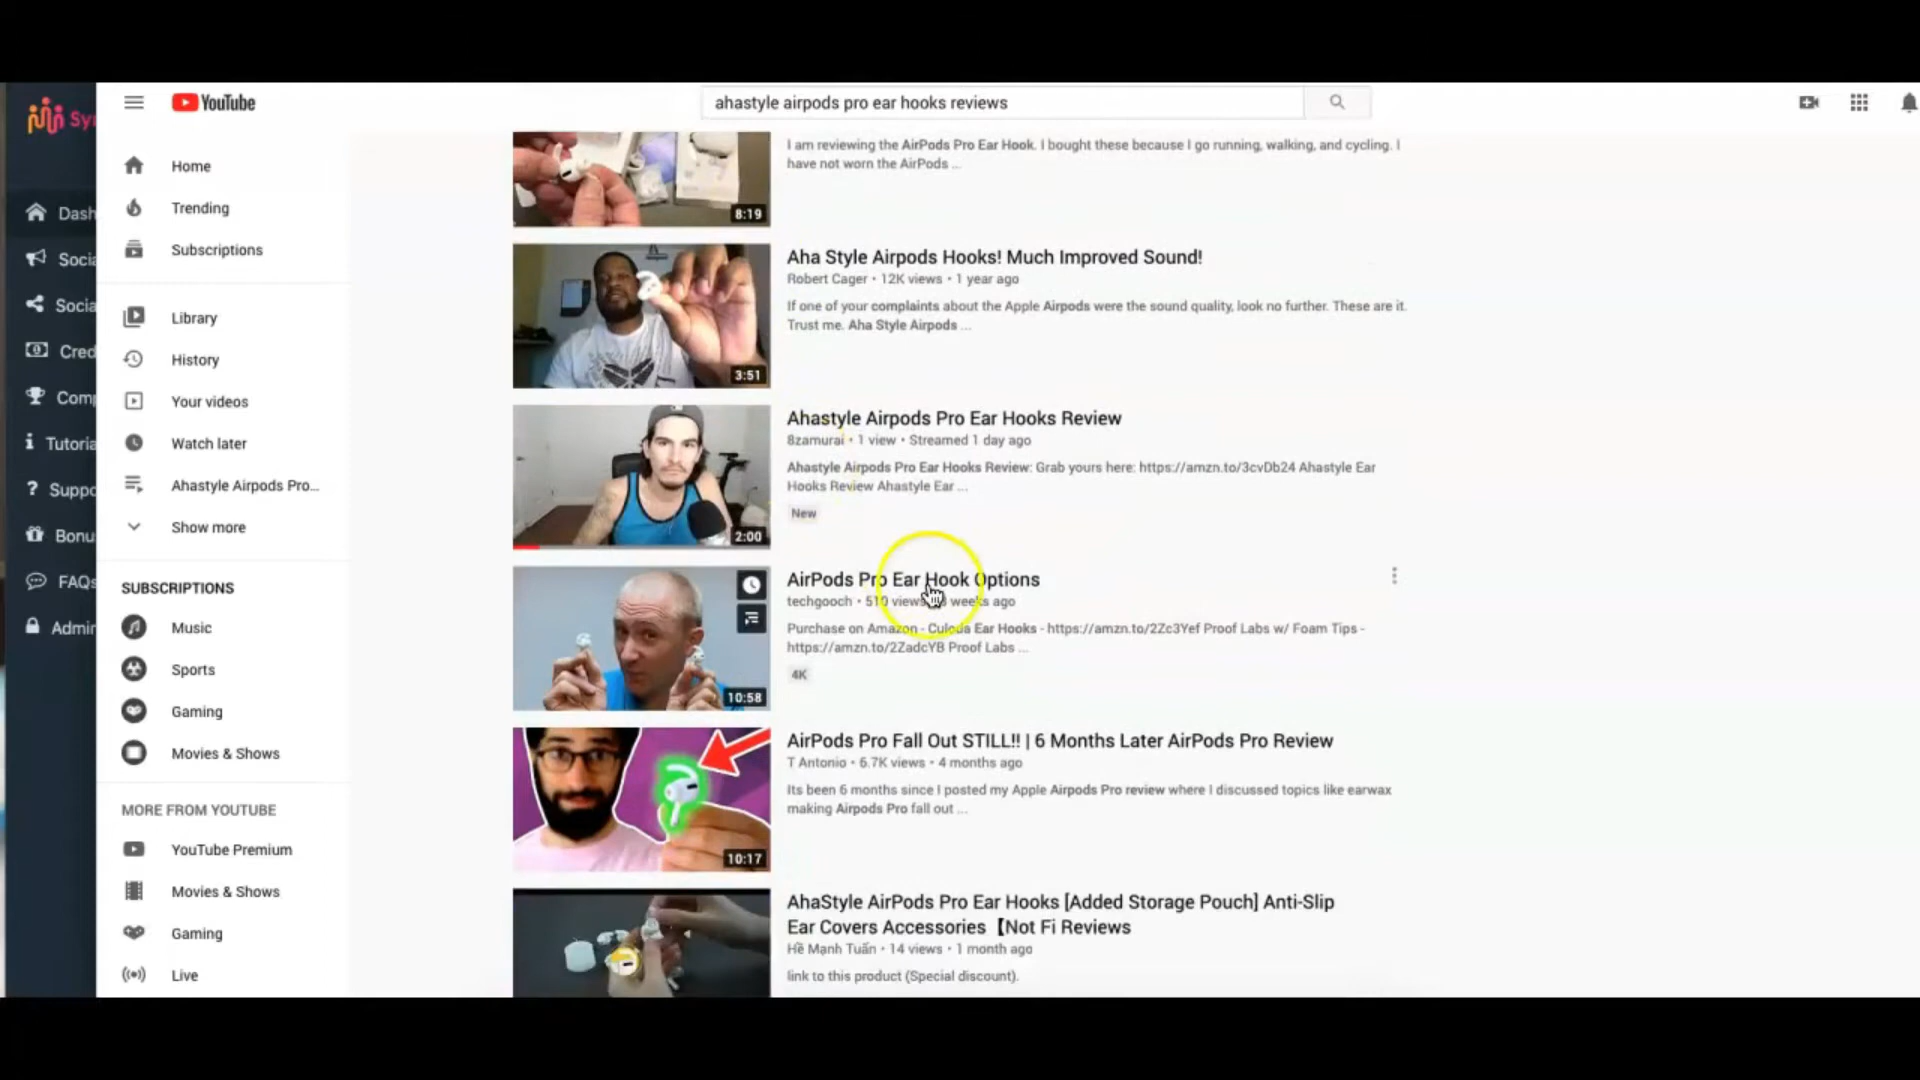 Sy
YouTube
ahastyle airpods pro ear hooks reviews
Dash
Socia
Socia
Cred
Comp
Tutoria
Suppo
Bonu
FAQs
Admin
Home
Trending
Subscriptions
Library
History
Your videos
Watch later
Ahastyle Airpods Pro...
Show more
SUBSCRIPTIONS
Music
Sports
Gaming
Movies & Shows
MORE FROM YOUTUBE
YouTube Premium
Movies & Shows
Gaming
Live
I am reviewing the AirPods Pro Ear Hook. I bought these because I go running, walking, and cycling. I
have not worn the AirPods ...
8:19
Aha Style Airpods Hooks! Much Improved Sound!
Robert Cager • 12K views • 1 year ago
If one of your complaints about the Apple Airpods were the sound quality, look no further. These are it.
Trust me. Aha Style Airpods ...
3:51
Ahastyle Airpods Pro Ear Hooks Review
8zamurai • 1 view • Streamed 1 day ago
Ahastyle Airpods Pro Ear Hooks Review: Grab yours here: https://amzn.to/3cvDb24 Ahastyle Ear
Hooks Review Ahastyle Ear ...
New
2:00
AirPods Pro Ear Hook Options
techgooch • 510 views weeks ago
Purchase on Amazon - Culoda Ear Hooks - https://amzn.to/2Zc3Yef Proof Labs w/ Foam Tips -
https://amzn.to/2ZadcYB Proof Labs ...
4K
10:58
AirPods Pro Fall Out STILL!! | 6 Months Later AirPods Pro Review
T Antonio • 6.7K views • 4 months ago
Its been 6 months since I posted my Apple Airpods Pro review where I discussed topics like earwax
making Airpods Pro fall out ...
10:17
AhaStyle AirPods Pro Ear Hooks [Added Storage Pouch] Anti-Slip
Ear Covers Accessories【Not Fi Reviews
Hề Mạnh Tuấn • 14 views • 1 month ago
link to this product (Special discount).